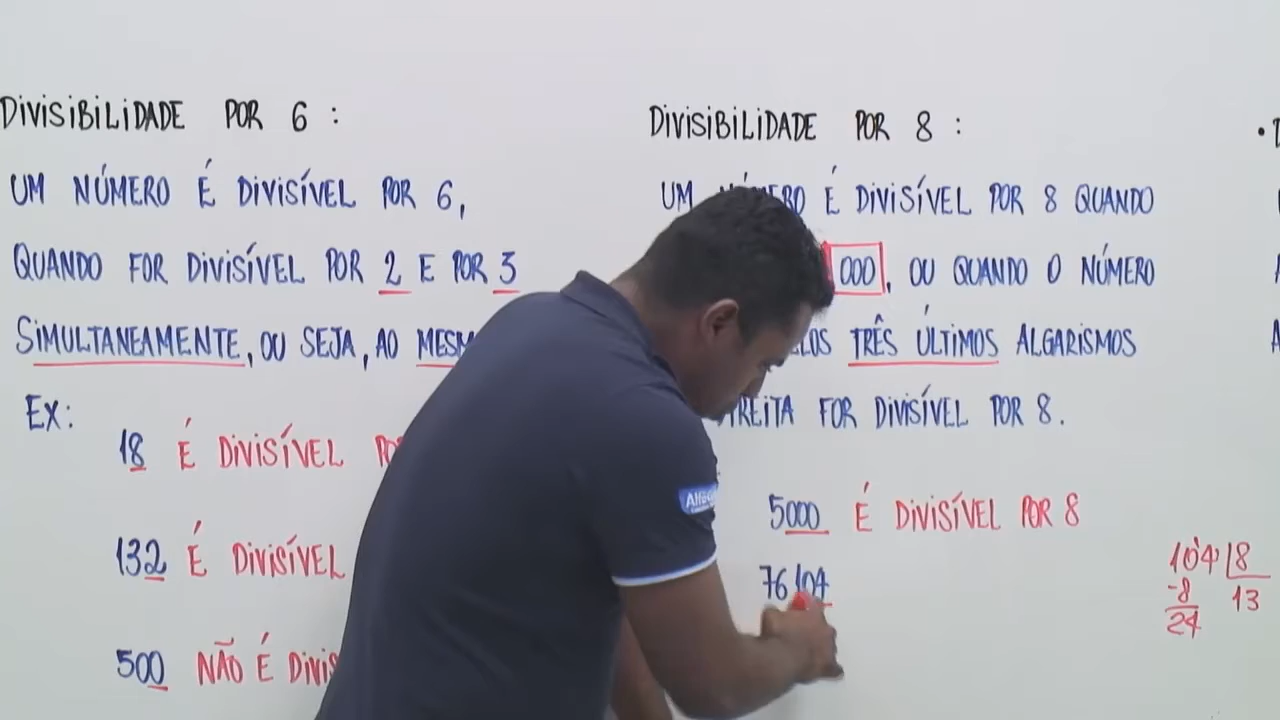 DIVISIBILIDADE POR 6 :
UM NÚMERO É DIVISÍVEL POR 6,
QUANDO FOR DIVISÍVEL POR 2 E POR 3
SIMULTANEAMENTE, OU SEJA, AO
EX:
18 É DIVISÍVEL
132 É DIVISÍVEL
500 NÃO É
DIVISIBILIDADE POR 8 :
UM NÚMERO É DIVISÍVEL POR 8 QUANDO
000, OU QUANDO O NÚMERO
TRÊS ÚLTIMOS ALGARISMOS
FOR DIVISÍVEL POR 8.
5000 É DIVISÍVEL POR 8
76104
104 8
-8 13
24